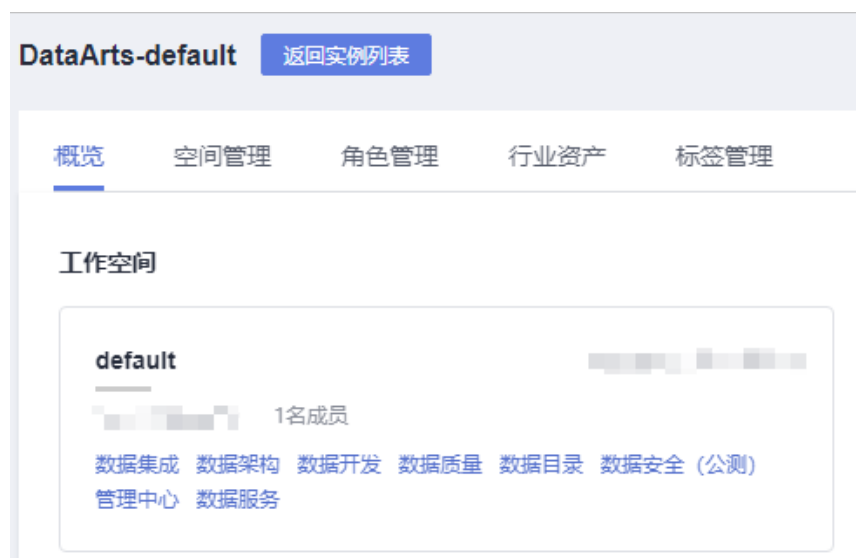 DataArts-default 返回实例列表
概览 空间管理 角色管理 行业资产 标签管理
工作空间
default
1名成员
数据集成 数据架构 数据开发 数据质量 数据目录 数据安全（公测）
管理中心 数据服务